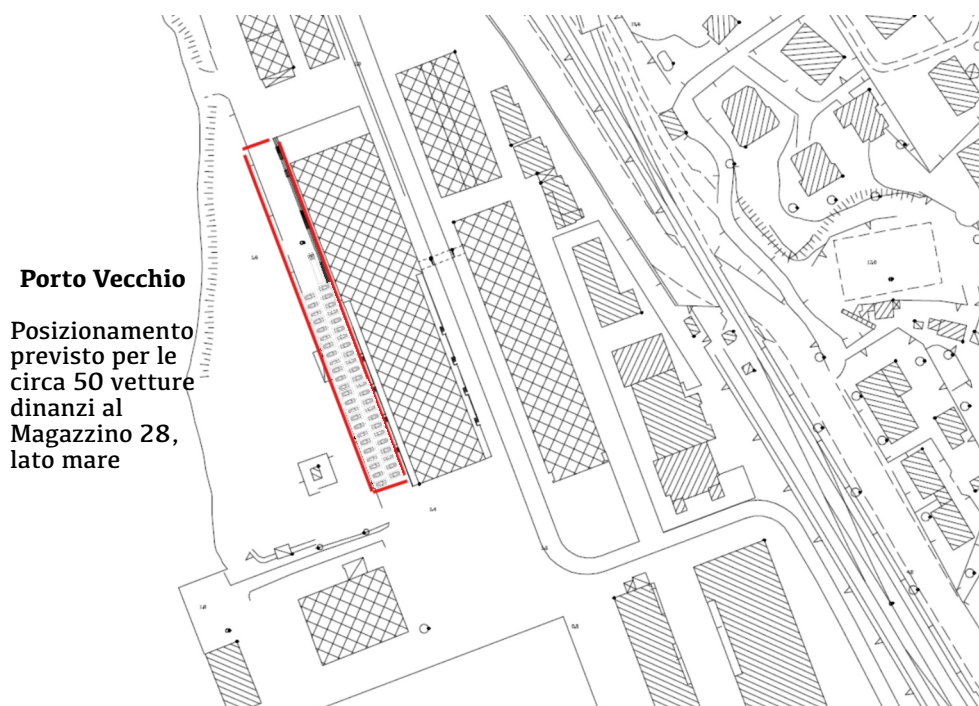 Porto Vecchio
Posizionamento
previsto per le
circa 50 vetture
dinanzi al
Magazzino 28,
lato mare